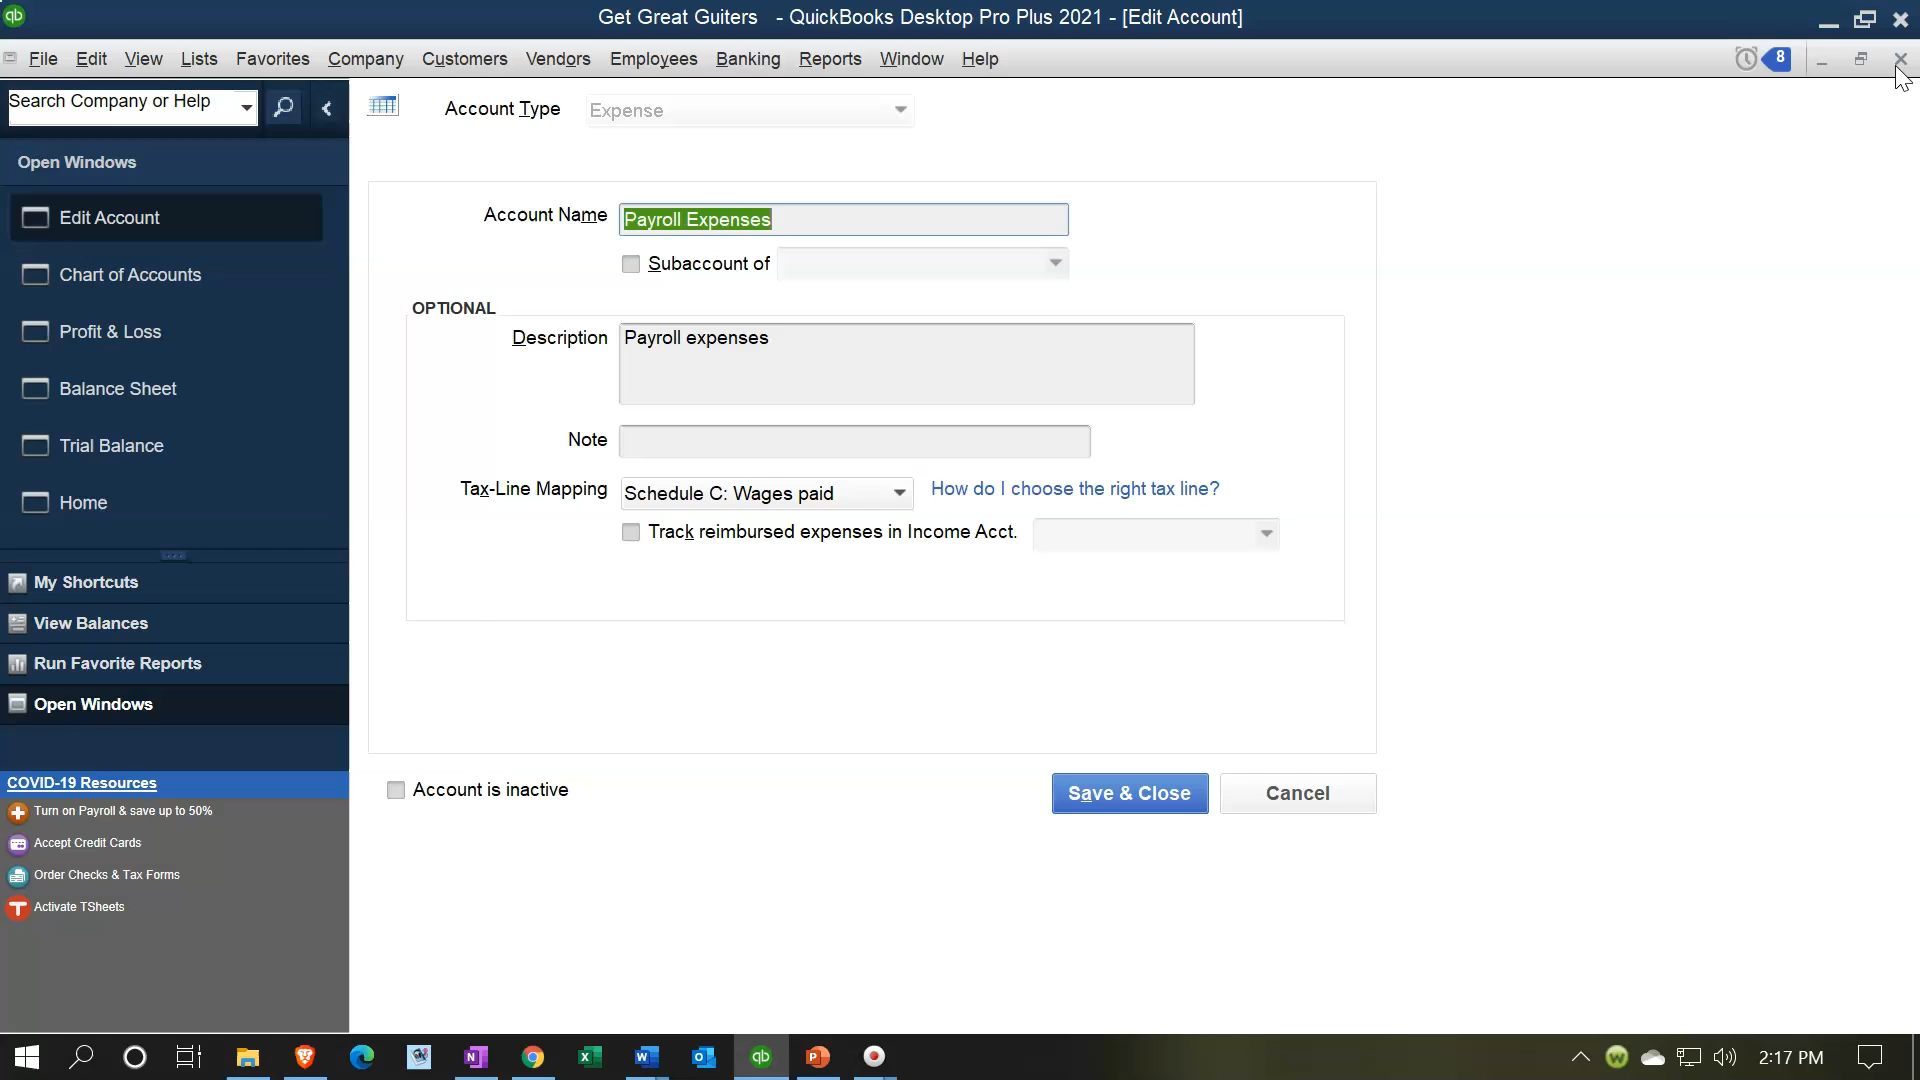 qb
Get Great Guiters - QuickBooks Desktop Pro Plus 2021 - [Edit Account]
File Edit View Lists Favorites Company Customers Vendors Employees Banking Reports Window Help
8
Search Company or Help
Account Type
Expense
Open Windows
Edit Account
Chart of Accounts
Profit & Loss
Balance Sheet
Trial Balance
Home
Account Name
Payroll Expenses
Subaccount of
OPTIONAL
Description
Payroll expenses
Note
Tax-Line Mapping
Schedule C: Wages paid
How do I choose the right tax line?
Track reimbursed expenses in Income Acct.
My Shortcuts
View Balances
Run Favorite Reports
Open Windows
Account is inactive
Save & Close
Cancel
COVID-19 Resources
Turn on Payroll & save up to 50%
Accept Credit Cards
Order Checks & Tax Forms
Activate TSheets
2:17 PM